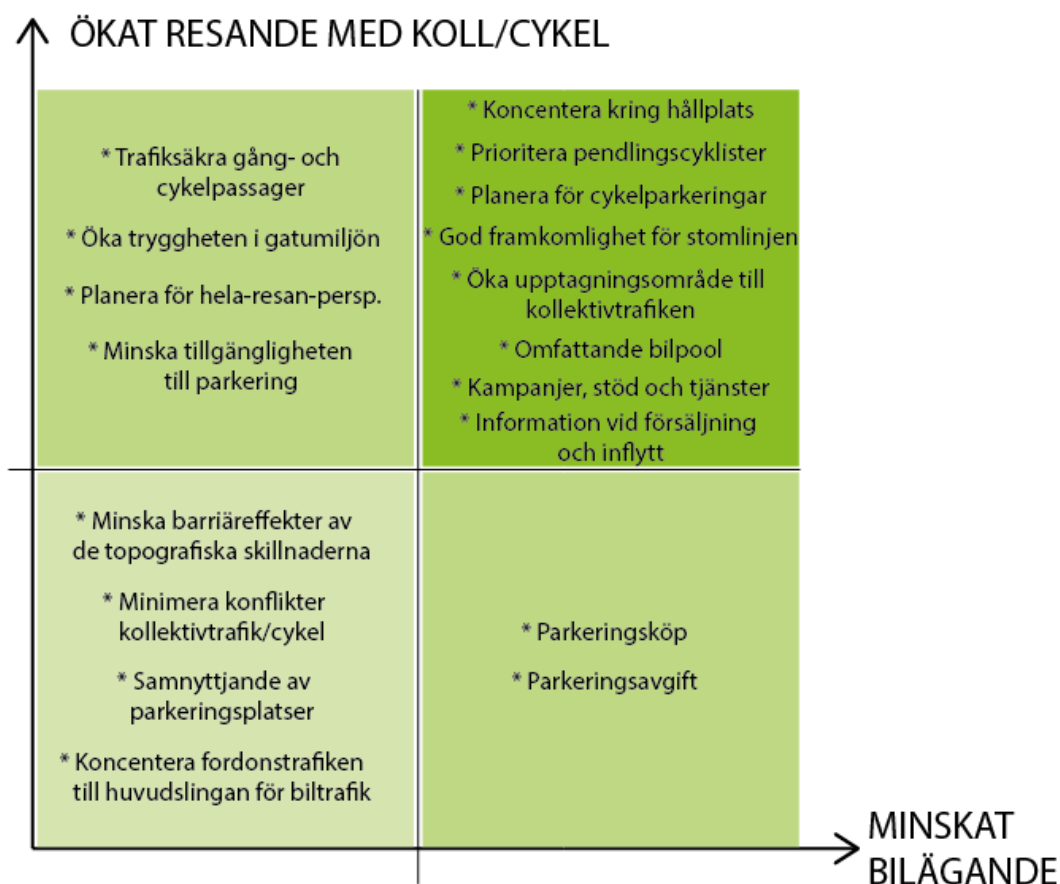 ÖKAT RESANDE MED KOLL/CYKEL
* Trafiksäkra gång- och
cykelpassager
* Öka tryggheten i gatumiljön
* Planera för hela-resan-persp.
* Minska tillgängligheten
till parkering
* Koncentera kring hållplats
* Prioritera pendlingscyklister
* Planera för cykelparkeringar
* God framkomlighet för stomlinjen
* Öka upptagningsområde till
kollektivtrafiken
* Omfattande bilpool
* Kampanjer, stöd och tjänster
* Information vid försäljning
och inflytt
* Minska barriäreffekter av
de topografiska skillnaderna
* Minimera konflikter
kollektivtrafik/cykel
* Samnyttjande av
parkeringsplatser
* Koncentera fordonstrafiken
till huvudslingan för biltrafik
* Parkeringsköp
* Parkeringsavgift
MINSKAT
BILÄGANDE